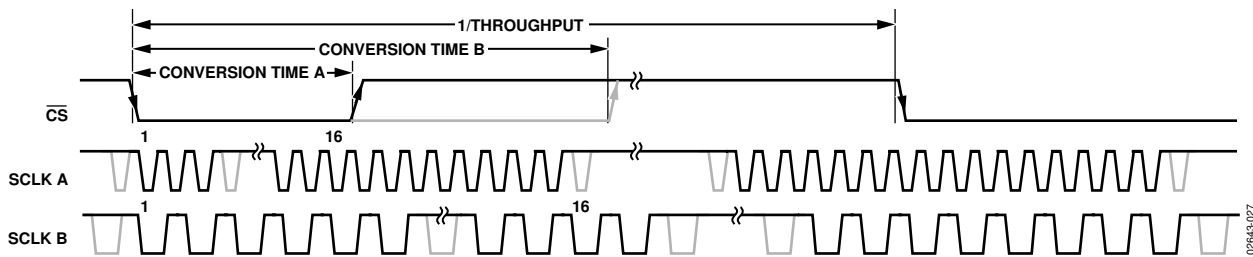 1/THROUGHPUT
CONVERSION TIME B
CONVERSION TIME A
CS
1 16
SCLK A
1 16
SCLK B
02643-027